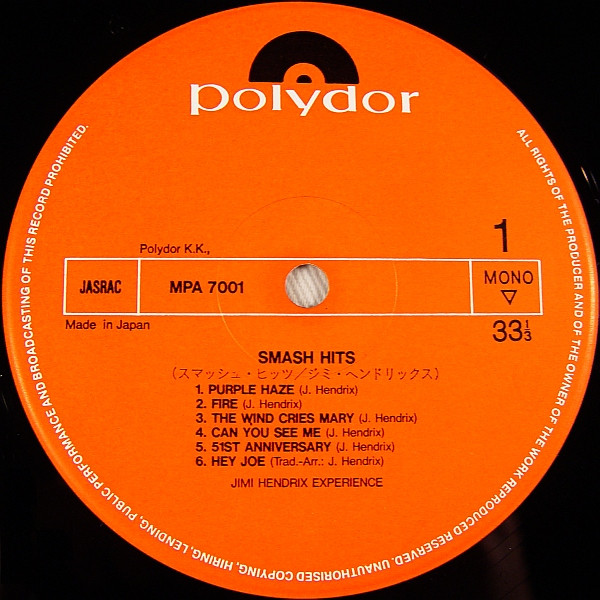 polydor
1
Polydor K.K.,
JASRAC
MPA 7001
MONO
Made in Japan
33⅓
SMASH HITS
(スマッシュ・ヒッツ/ジミ・ヘンドリックス)
1. PURPLE HAZE (J. Hendrix)
2. FIRE (J. Hendrix)
3. THE WIND CRIES MARY (J. Hendrix)
4. CAN YOU SEE ME (J. Hendrix)
5. 51ST ANNIVERSARY (J. Hendrix)
6. HEY JOE (Trad.-Arr.: J. Hendrix)
JIMI HENDRIX EXPERIENCE
ALL RIGHTS OF THE PRODUCER AND OF THE OWNER OF THE WORK REPRODUCED RESERVED. UNAUTHORISED COPYING, HIRING, LENDING, PUBLIC PERFORMANCE AND BROADCASTING OF THIS RECORD PROHIBITED.